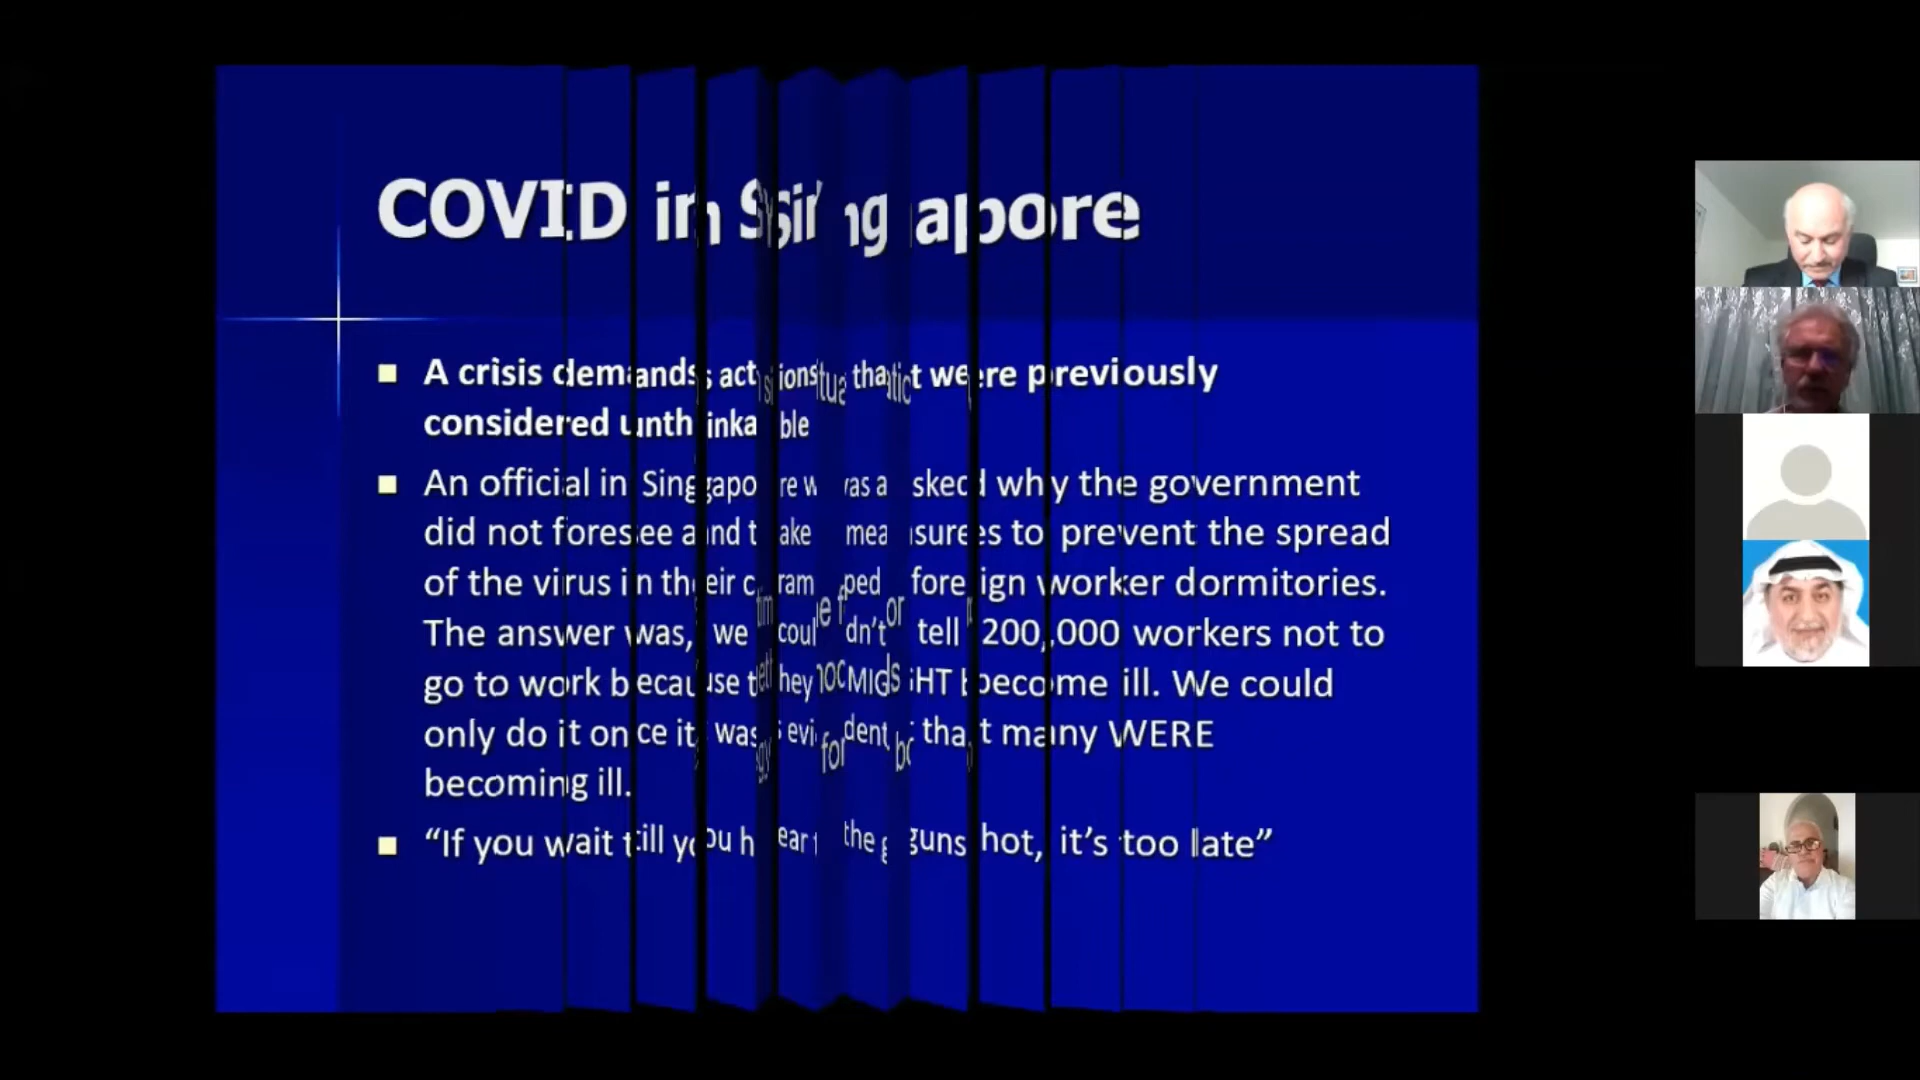 COVID in Singapore
A crisis demands actions that were previously
considered unthinkable
An official in Singapore was asked why the government
did not foresee and take measures to prevent the spread
of the virus in their cramped foreign worker dormitories.
The answer was, we couldn't tell 200,000 workers not to
go to work because they MIGHT become ill. We could
only do it once it was evident that many WERE
becoming ill.
“If you wait till you hear the gunshot, it's too late”